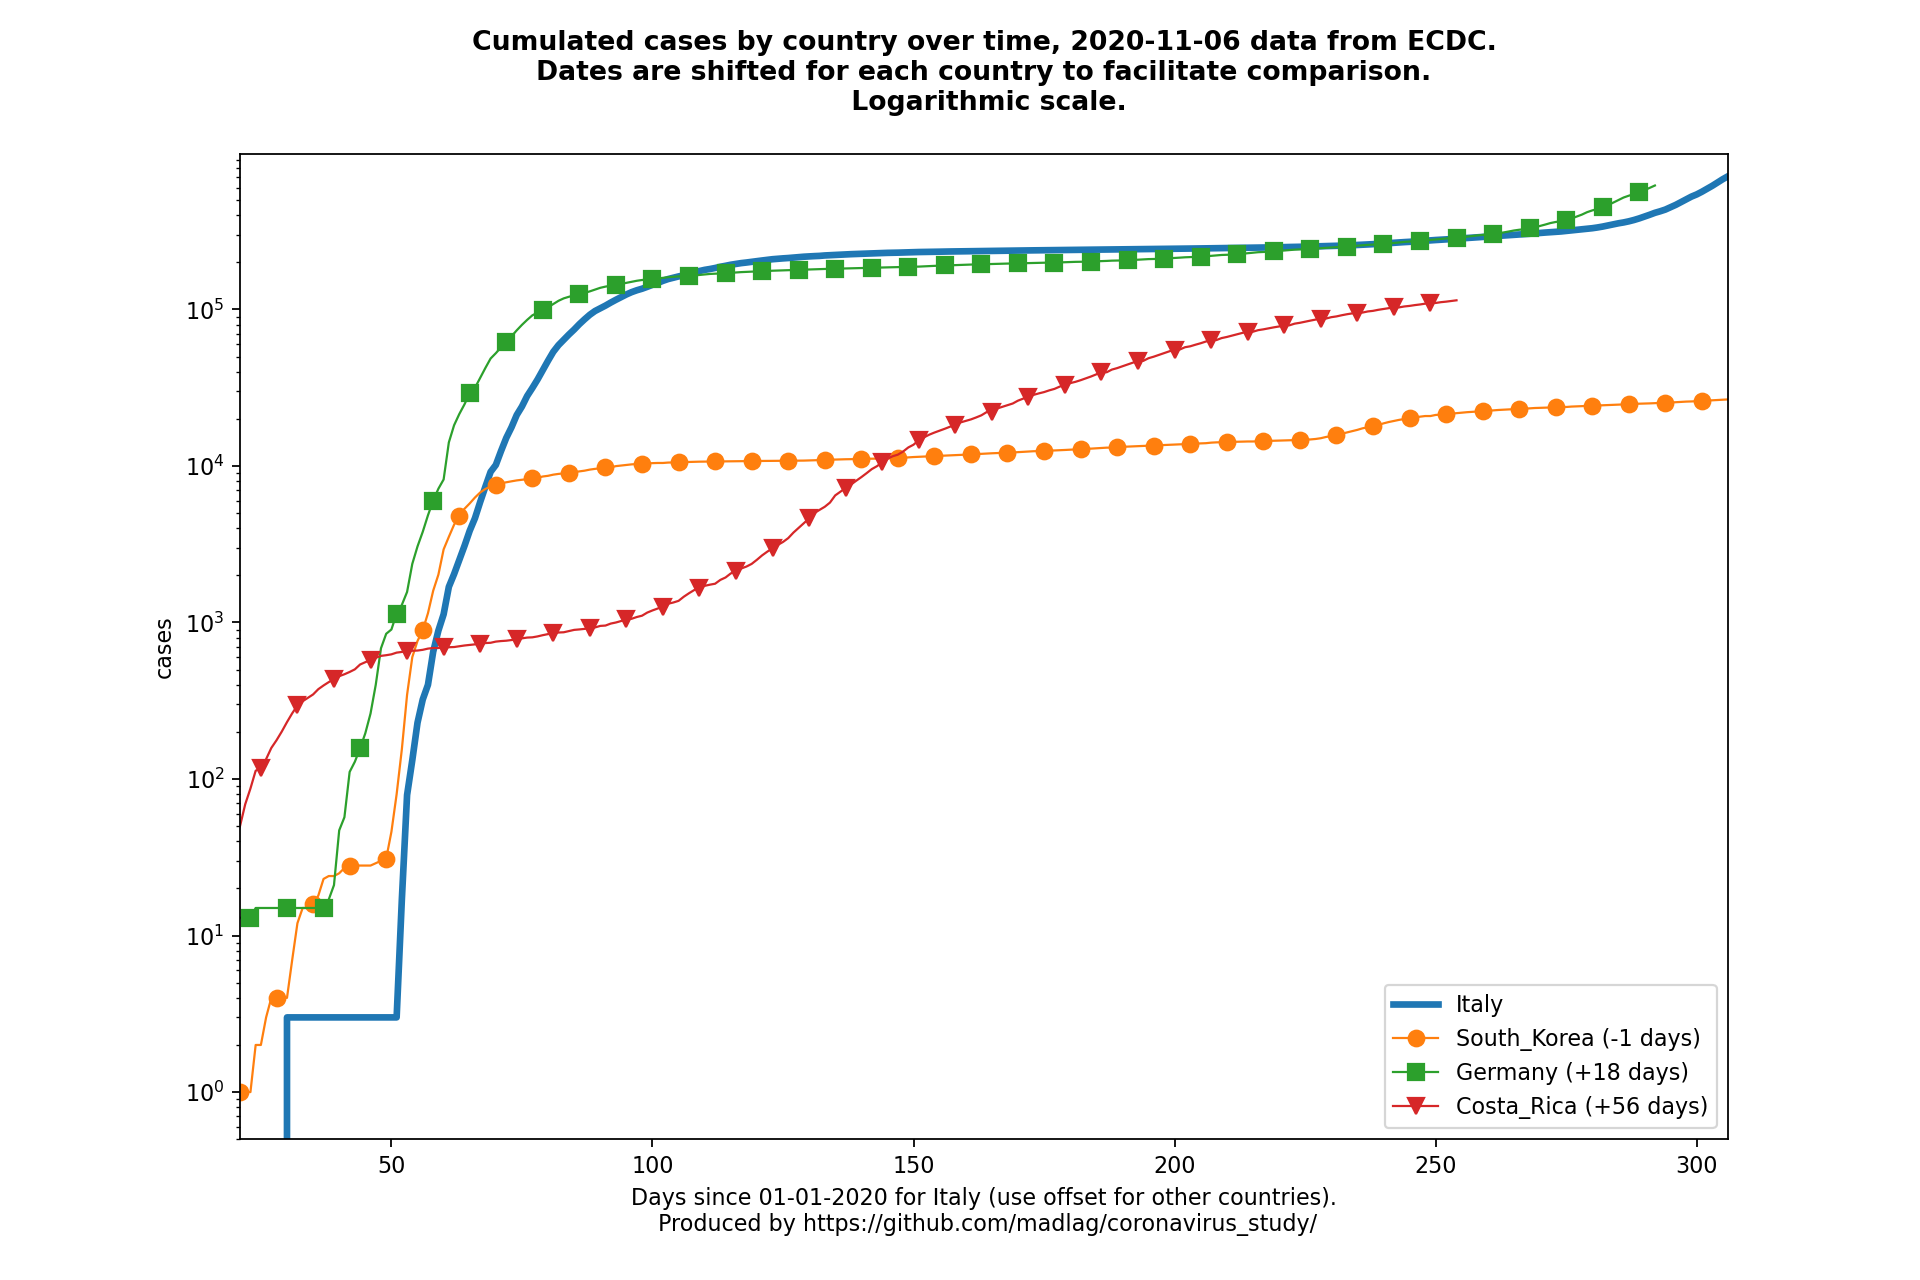 Cumulated cases by country over time, 2020-11-06 data from ECDC.
Dates are shifted for each country to facilitate comparison.
Logarithmic scale.
cases
10^5
10^4
10^3
10^2
10^1
10^0
50 100 150 200 250 300
Italy
South_Korea (-1 days)
Germany (+18 days)
Costa_Rica (+56 days)
Days since 01-01-2020 for Italy (use offset for other countries).
Produced by https://github.com/madlag/coronavirus_study/